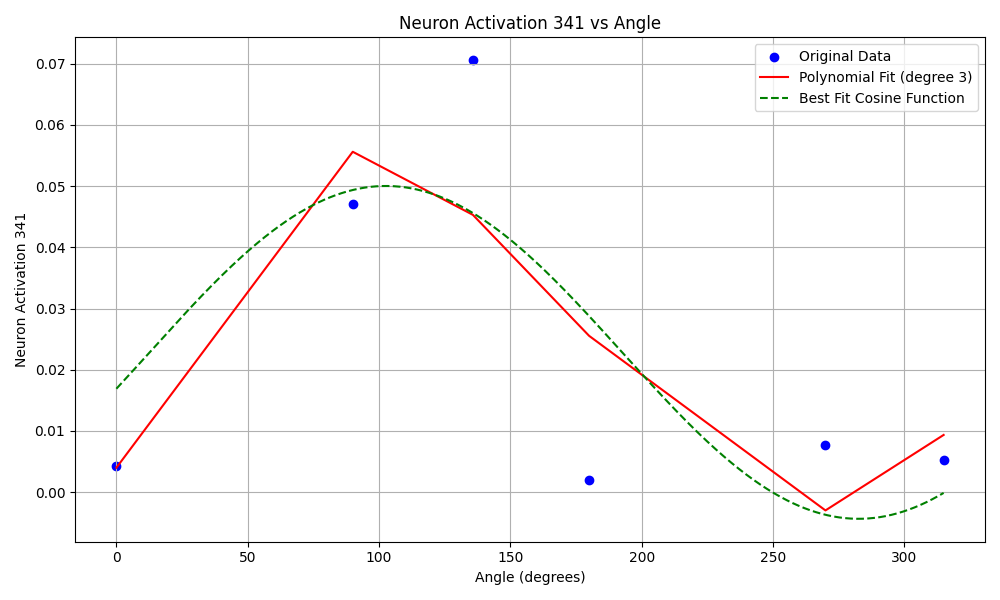 Neuron Activation 341 vs Angle
Original Data
Polynomial Fit (degree 3)
Best Fit Cosine Function
Neuron Activation 341
0.07
0.06
0.05
0.04
0.03
0.02
0.01
0.00
0 50 100 150 200 250 300
Angle (degrees)